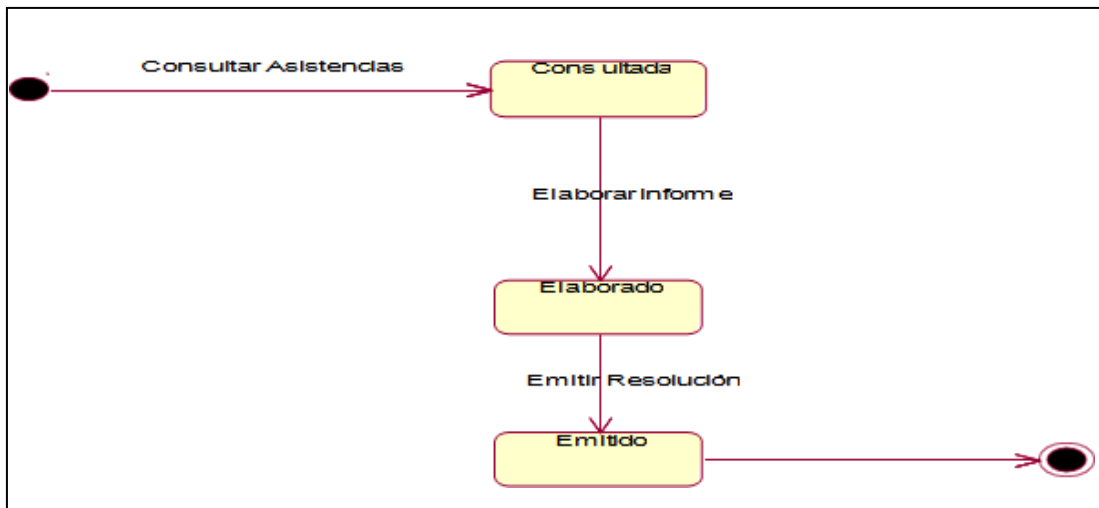 Consultar Asistencias
Consultada
Elaborar Informe
Elaborado
Emitir Resolución
Emitido